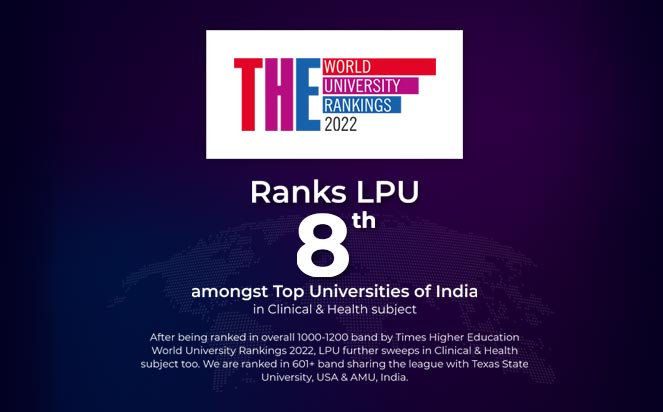 THE
WORLD
UNIVERSITY
RANKINGS
2022
Ranks LPU
8th
amongst Top Universities of India
in Clinical & Health subject
After being ranked in overall 1000-1200 band by Times Higher Education
World University Rankings 2022, LPU further sweeps in Clinical & Health
subject too. We are ranked in 601+ band sharing the league with Texas State
University, USA & AMU, India.